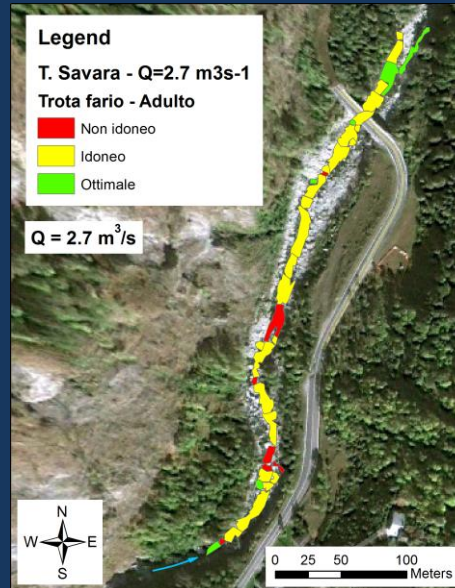 Legend
T. Savara - Q=2.7 m3s-1
Trota fario - Adulto
Non idoneo
Idoneo
Ottimale
Q = 2.7 m³/s
N
W E
S
0 25 50 100
Meters